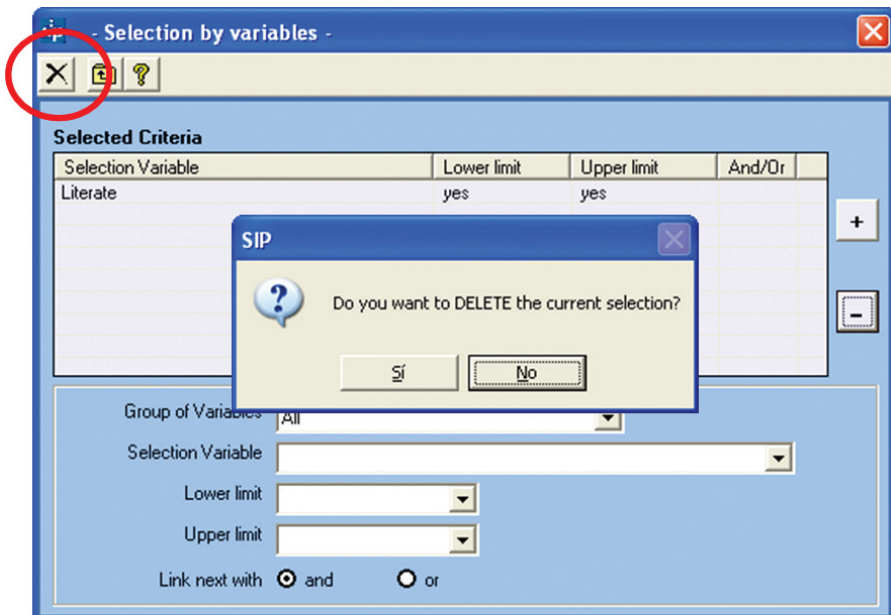 sip - Selection by variables -
?
Selected Criteria
Selection Variable Lower limit Upper limit And/Or
Literate yes yes
+
-
SIP
? Do you want to DELETE the current selection?
Sí No
Group of Variables All
Selection Variable
Lower limit
Upper limit
Link next with and or